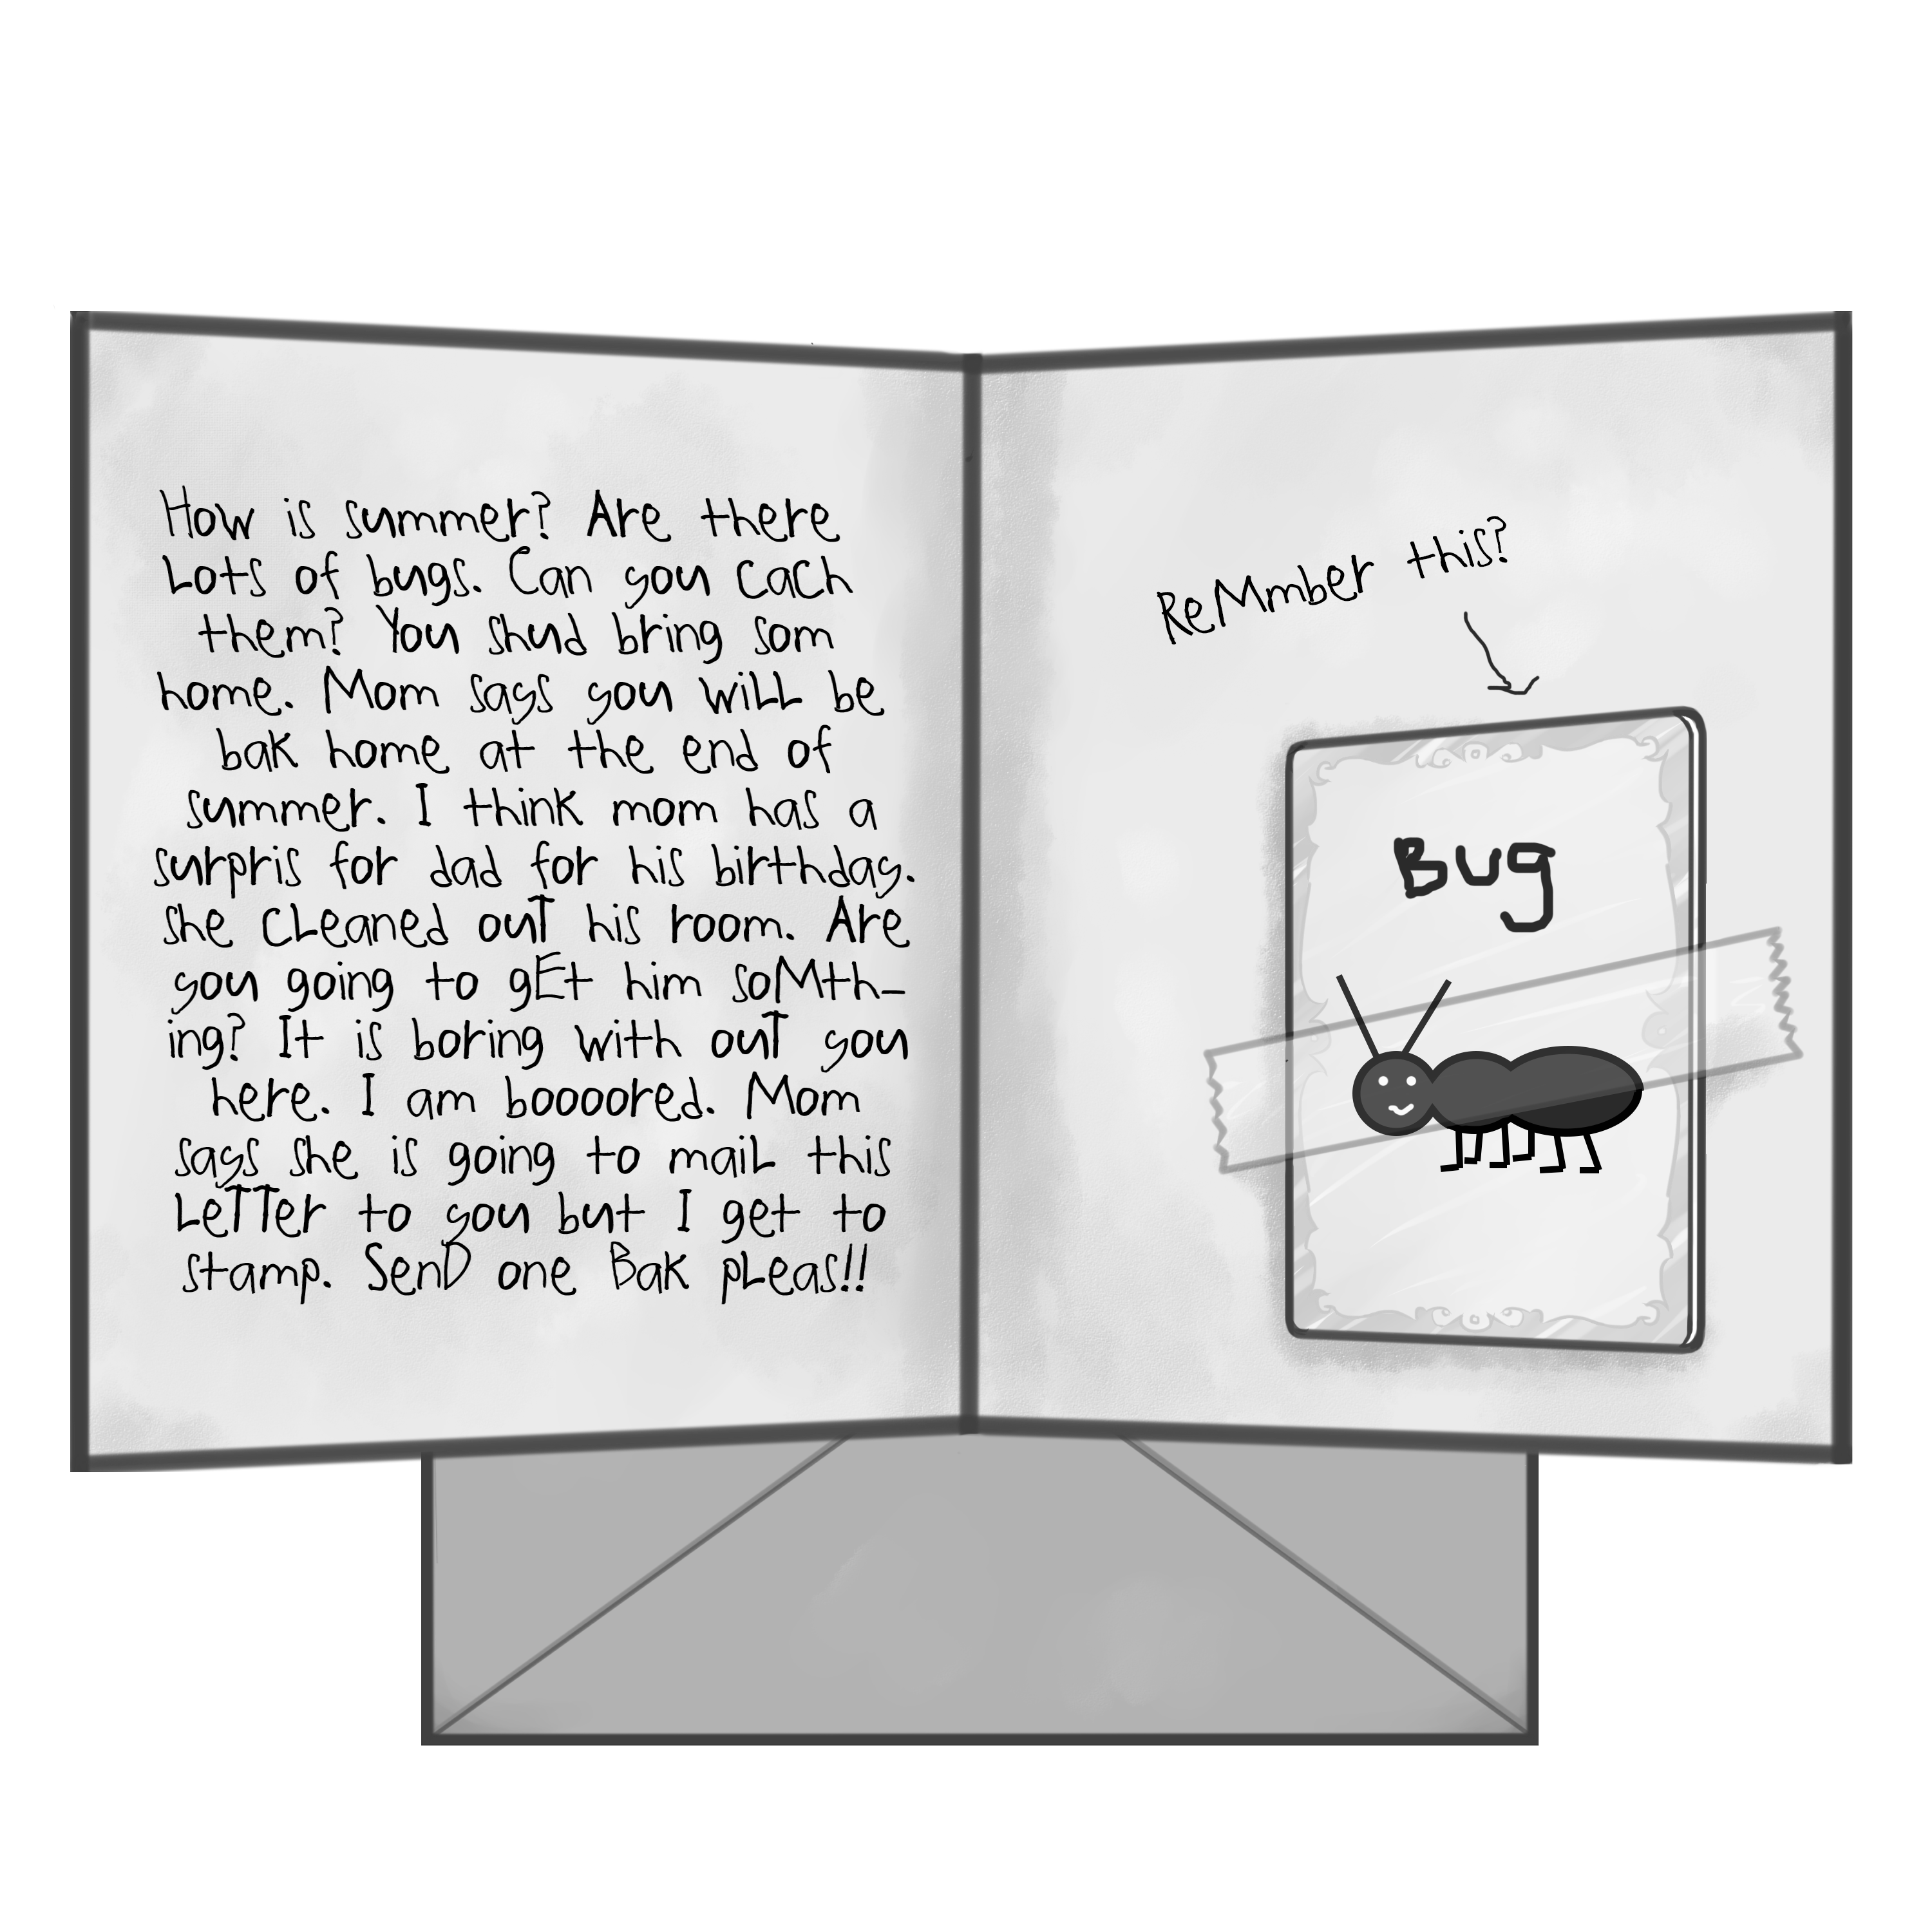 How is summer? Are there
Lots of bugs. Can you cach
them? You shud bring som
home. Mom says you wiLL be
bak home at the end of
summer. I think mom has a
surpris for dad for his birthday.
she cLeaned ouT his room. Are
you going to gEt him soMth-
ing? It is boring with ouT you
here. I am boooored. Mom
says she is going to maiL this
LeTTer to you but I get to
stamp. SenD one Bak pLeas!!
ReMmber this?
Bug